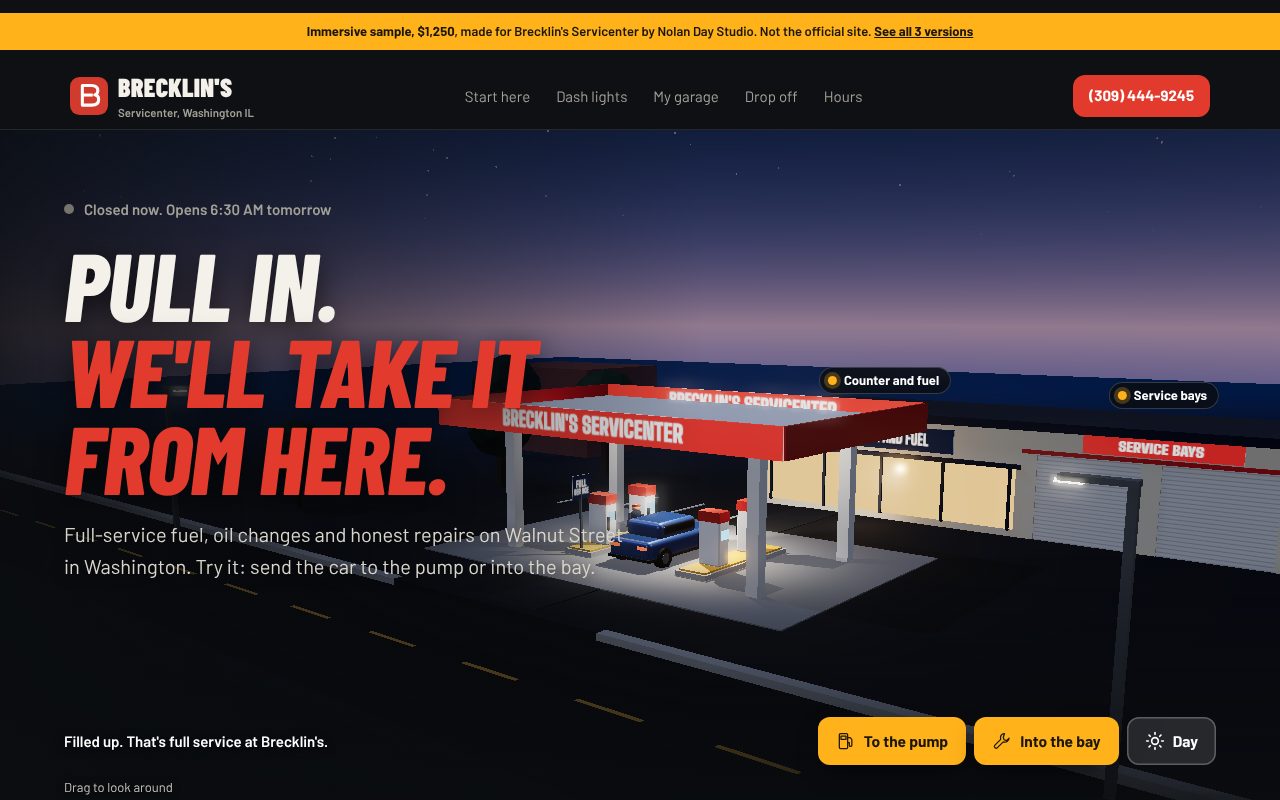 Immersive sample, $1,250, made for Brecklin's Servicenter by Nolan Day Studio. Not the official site. See all 3 versions
B
BRECKLIN'S
Servicenter, Washington IL
Start here
Dash lights
My garage
Drop off
Hours
(309) 444-9245
Closed now. Opens 6:30 AM tomorrow
PULL IN.
WE'LL TAKE IT
FROM HERE.
Counter and fuel
Service bays
BRECKLIN'S SERVICENTER
BRECKLIN'S SERVICENTER
FUEL
SERVICE BAYS
FULL
Full-service fuel, oil changes and honest repairs on Walnut Street
in Washington. Try it: send the car to the pump or into the bay.
Filled up. That's full service at Brecklin's.
To the pump
Into the bay
Day
Drag to look around